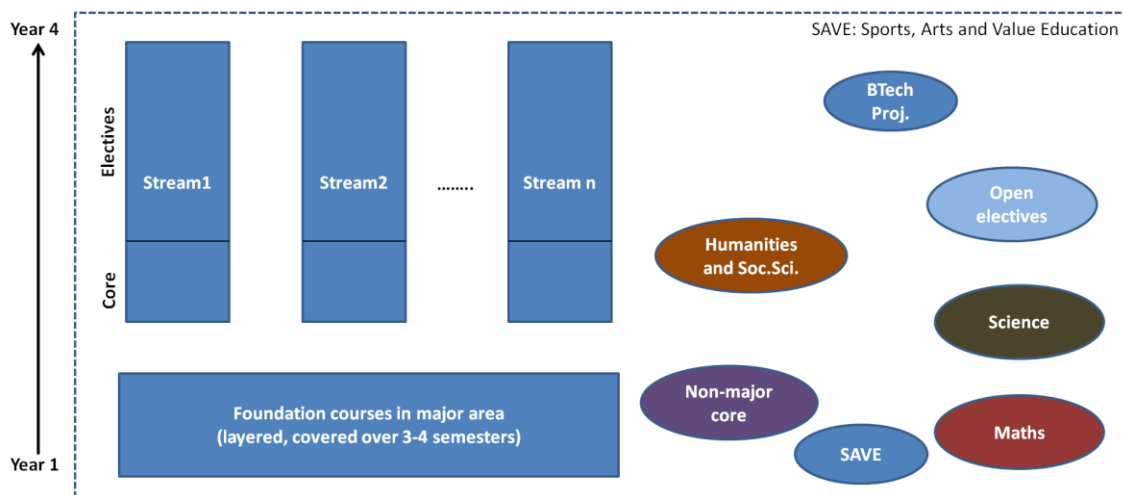 Year 4
SAVE: Sports, Arts and Value Education
BTech
Proj.
Electives
Stream1
Stream2
........
Stream n
Open
electives
Humanities
and Soc.Sci.
Core
Science
Non-major
core
Foundation courses in major area
(layered, covered over 3-4 semesters)
Maths
SAVE
Year 1